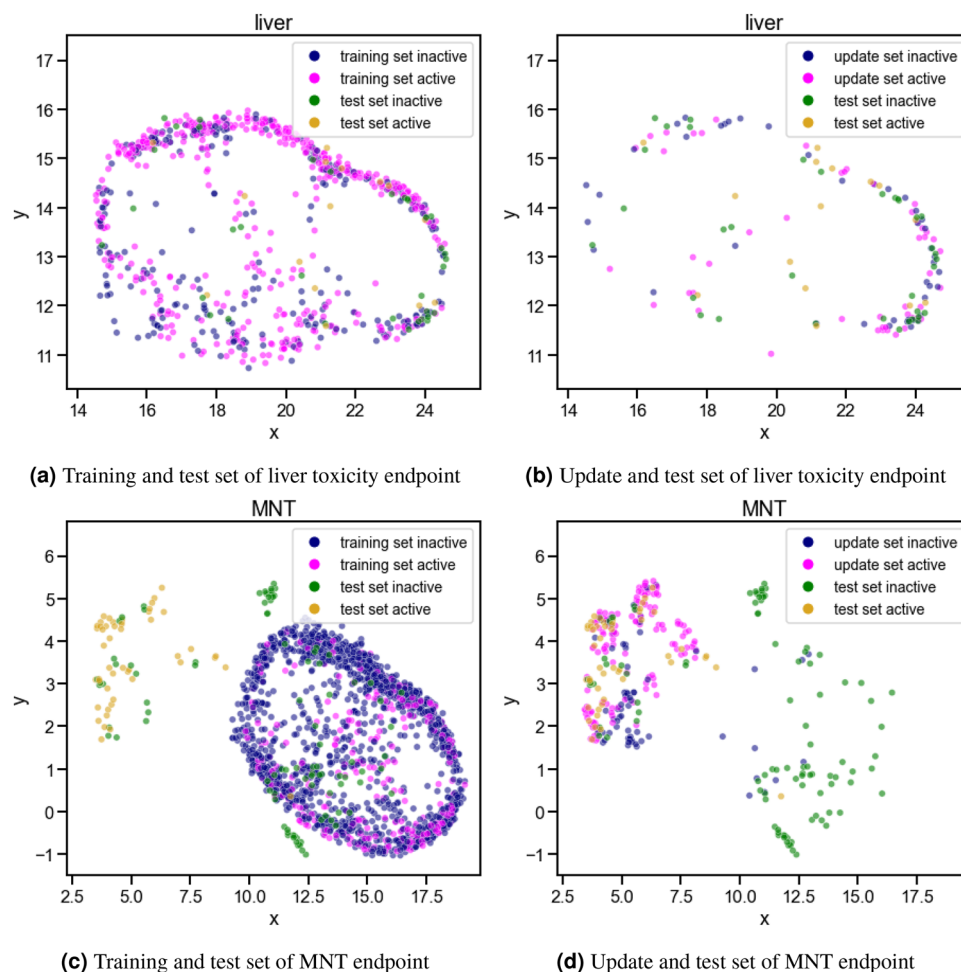 liver
17
16
15
14
13
12
11
y
training set inactive
training set active
test set inactive
test set active
14 16 18 20 22 24
x
(a) Training and test set of liver toxicity endpoint
liver
17
16
15
14
13
12
11
y
update set inactive
update set active
test set inactive
test set active
14 16 18 20 22 24
x
(b) Update and test set of liver toxicity endpoint
MNT
6
5
4
3
2
1
0
−1
y
training set inactive
training set active
test set inactive
test set active
2.5 5.0 7.5 10.0 12.5 15.0 17.5
x
(c) Training and test set of MNT endpoint
MNT
6
5
4
3
2
1
0
−1
y
update set inactive
update set active
test set inactive
test set active
2.5 5.0 7.5 10.0 12.5 15.0 17.5
x
(d) Update and test set of MNT endpoint